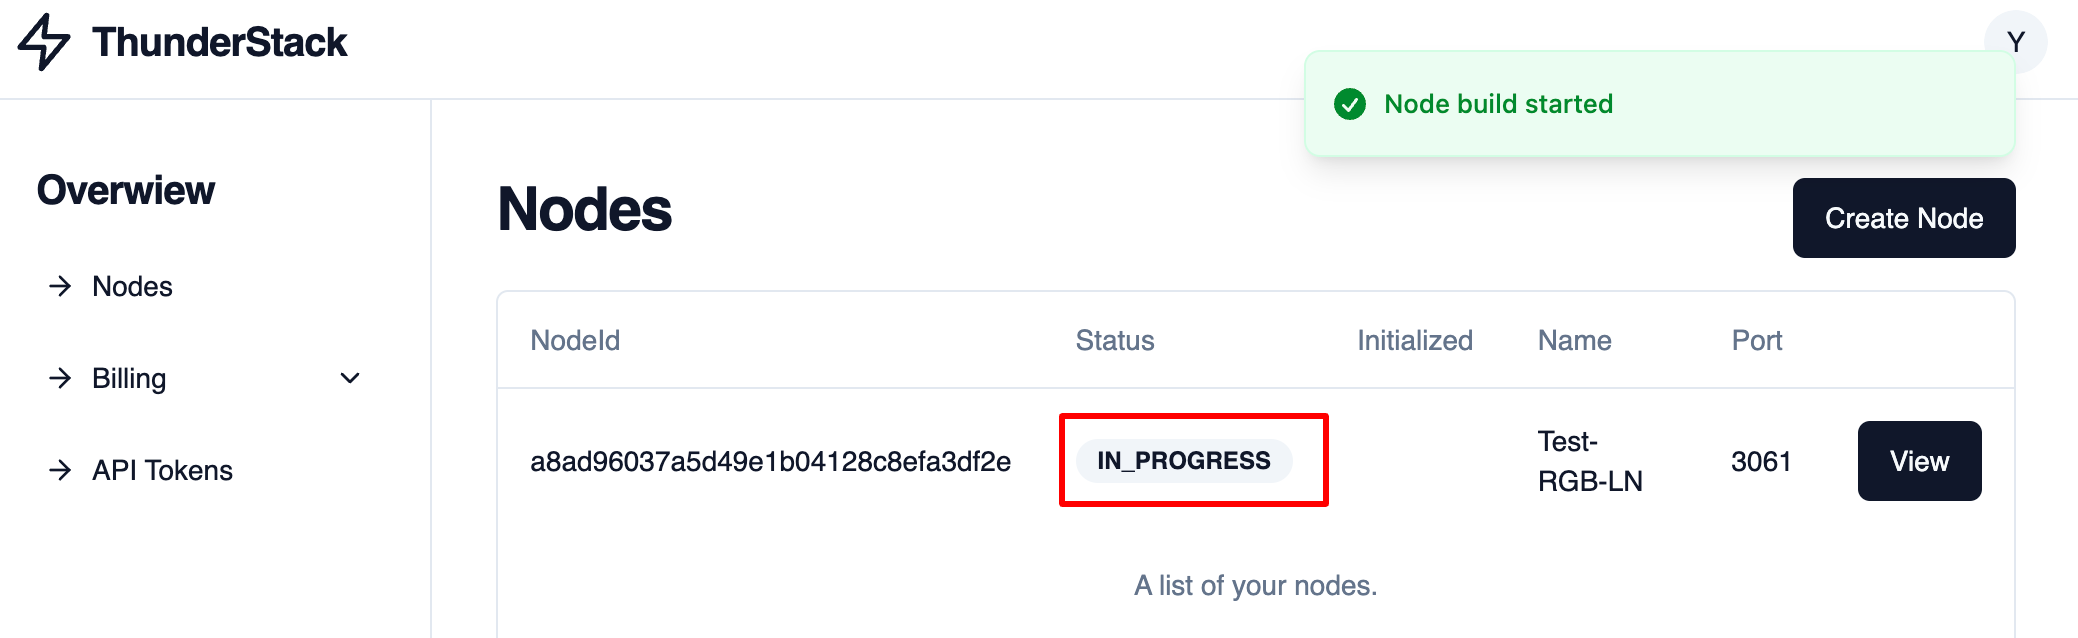 ThunderStack
Y
Node build started
Overwiew
Nodes
Billing
API Tokens
Nodes
Create Node
NodeId Status Initialized Name Port
a8ad96037a5d49e1b04128c8efa3df2e IN_PROGRESS Test-
RGB-LN 3061 View
A list of your nodes.